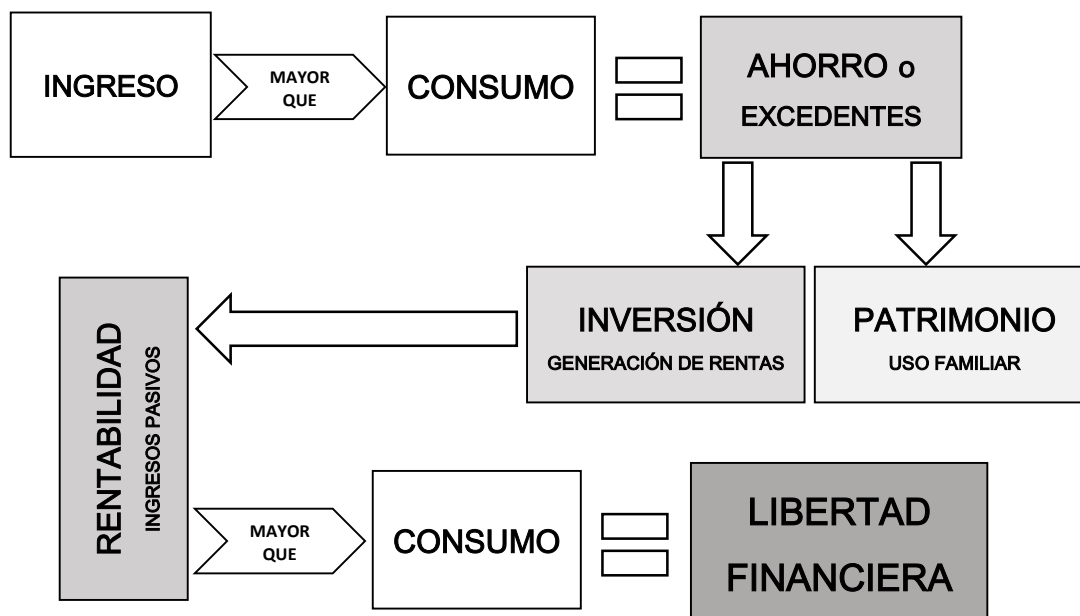 INGRESO
MAYOR
QUE
CONSUMO
AHORRO o
EXCEDENTES
INVERSIÓN
GENERACIÓN DE RENTAS
PATRIMONIO
USO FAMILIAR
RENTABILIDAD
INGRESOS PASIVOS
MAYOR
QUE
CONSUMO
LIBERTAD
FINANCIERA